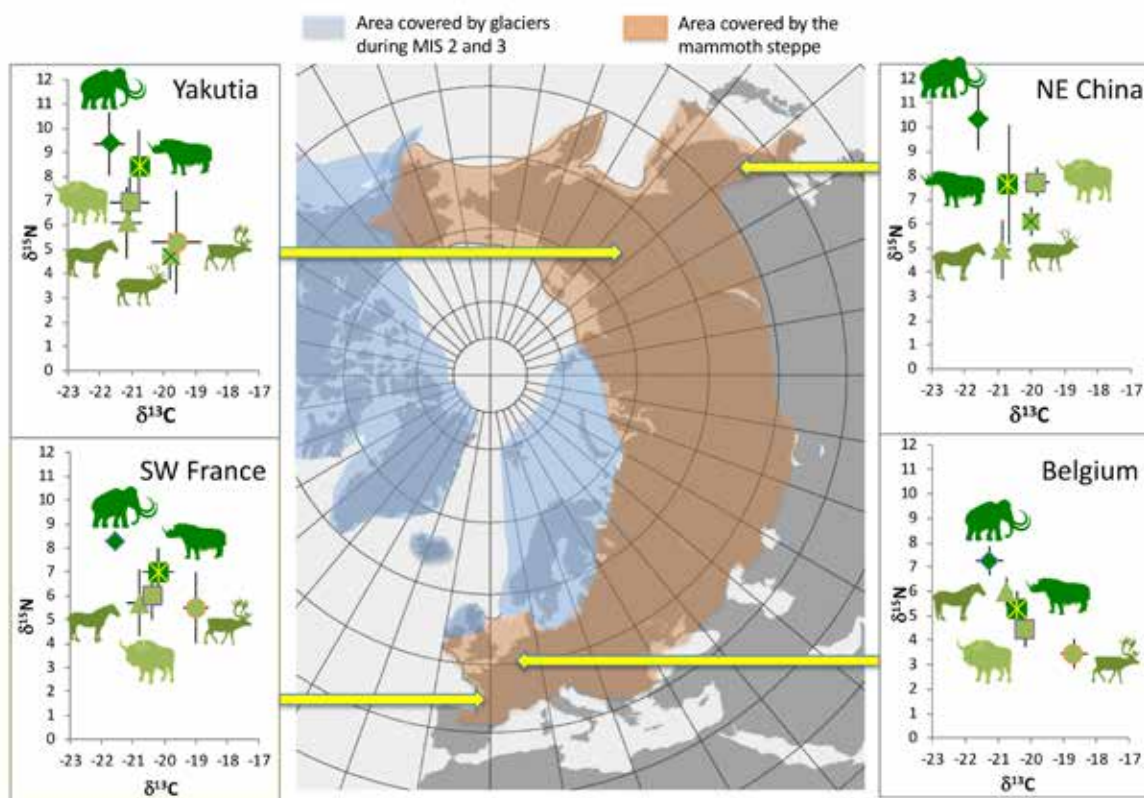 Area covered by glaciers
during MIS 2 and 3
Area covered by the
mammoth steppe
Yakutia
12
11
10
9
8
7
6
5
4
3
2
1
0
δ¹⁵N
-23 -22 -21 -20 -19 -18 -17
δ¹³C
NE China
12
11
10
9
8
7
6
5
4
3
2
1
0
δ¹⁵N
-23 -22 -21 -20 -19 -18 -17
δ¹³C
SW France
12
11
10
9
8
7
6
5
4
3
2
1
0
δ¹⁵N
-23 -22 -21 -20 -19 -18 -17
δ¹³C
Belgium
12
11
10
9
8
7
6
5
4
3
2
1
0
δ¹⁵N
-23 -22 -21 -20 -19 -18 -17
δ¹³C